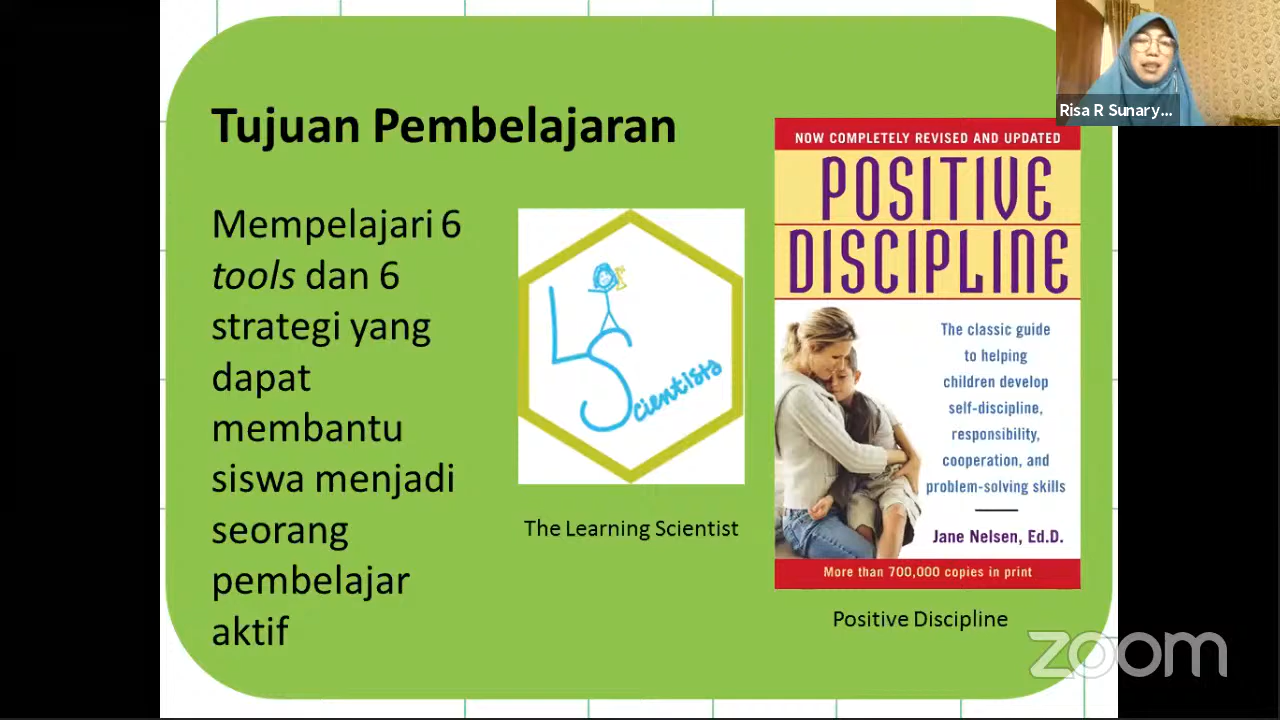 Tujuan Pembelajaran
Mempelajari 6
tools dan 6
strategi yang
dapat
membantu
siswa menjadi
seorang
pembelajar
aktif
LScientists
The Learning Scientist
NOW COMPLETELY REVISED AND UPDATED
POSITIVE
DISCIPLINE
The classic guide
to helping
children develop
self-discipline,
responsibility,
cooperation, and
problem-solving skills
Jane Nelsen, Ed.D.
More than 700,000 copies in print
Positive Discipline
Risa R Sunary...
zoom